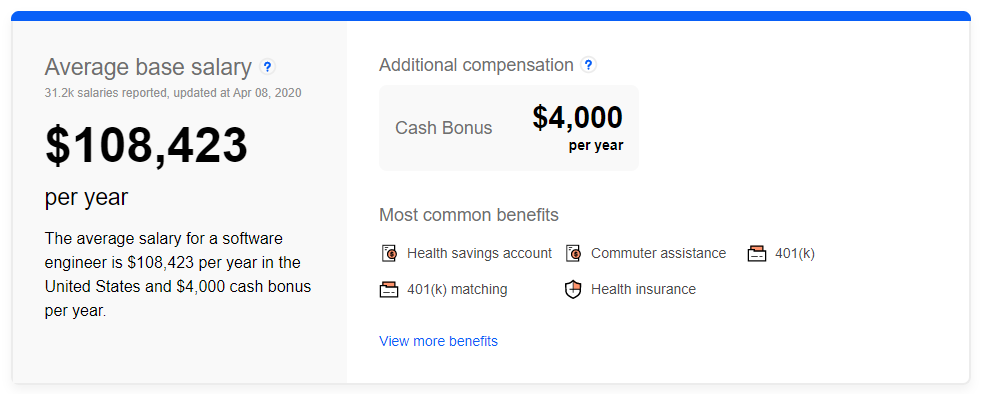 Average base salary ?
31.2k salaries reported, updated at Apr 08, 2020
$108,423
per year
The average salary for a software
engineer is $108,423 per year in the
United States and $4,000 cash bonus
per year.
Additional compensation ?
Cash Bonus $4,000
per year
Most common benefits
Health savings account Commuter assistance 401(k)
401(k) matching Health insurance
View more benefits